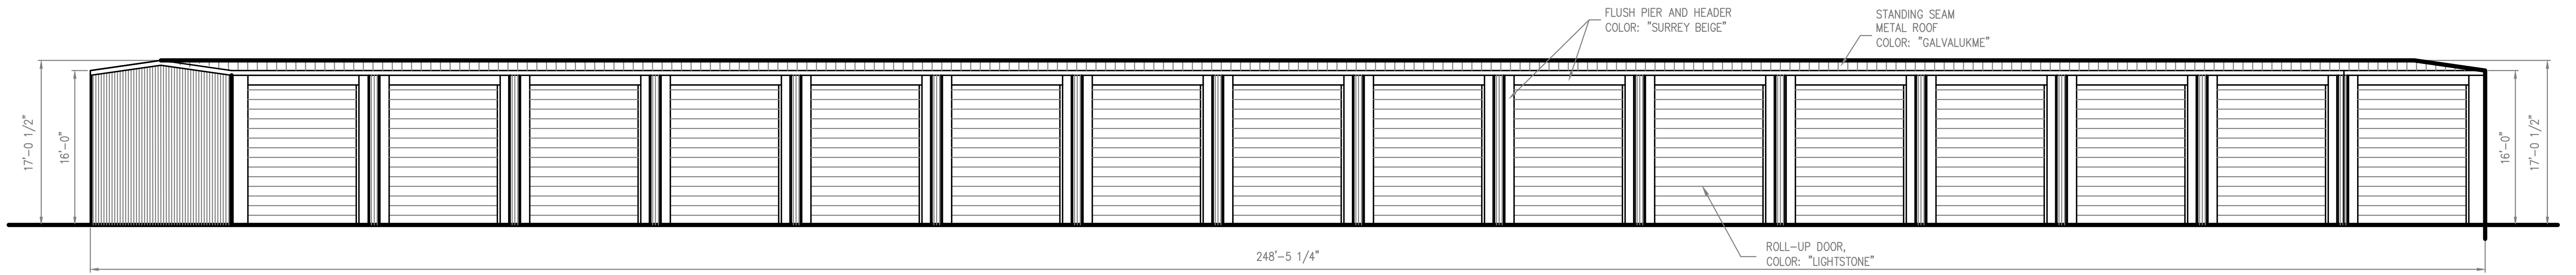 FLUSH PIER AND HEADER
COLOR: "SURREY BEIGE"
STANDING SEAM
METAL ROOF
COLOR: "GALVALUKME"
17'-0 1/2"
16'-0"
16'-0"
17'-0 1/2"
ROLL-UP DOOR,
COLOR: "LIGHTSTONE"
248'-5 1/4"